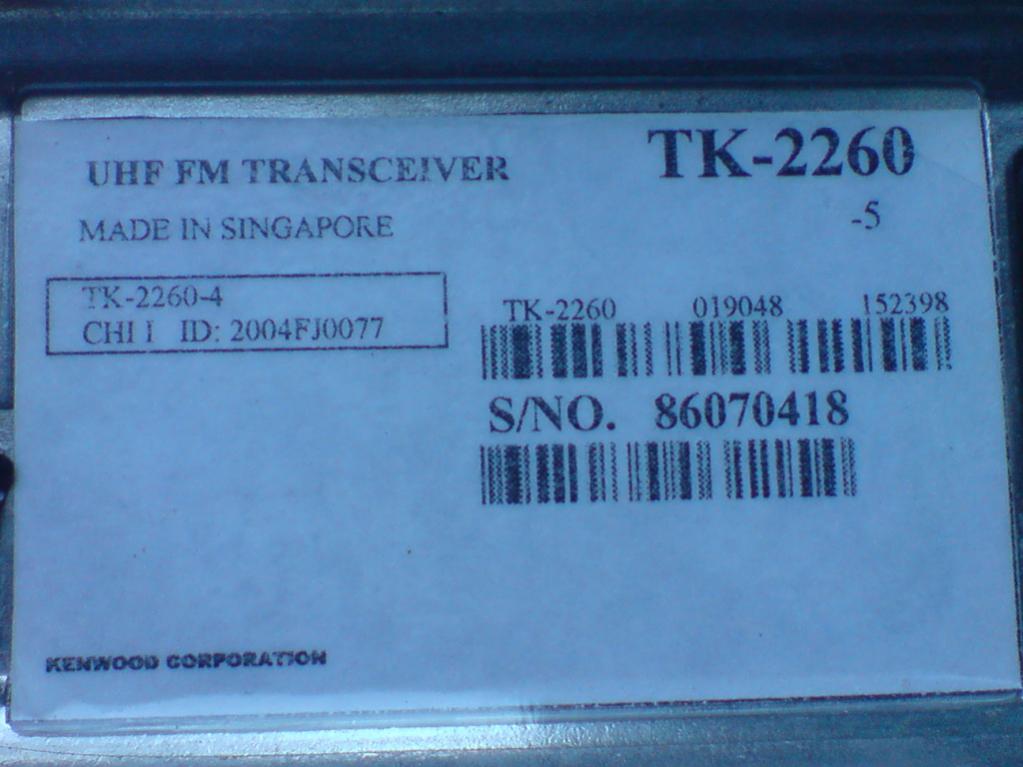 UHF FM TRANSCEIVER
TK-2260
-5
MADE IN SINGAPORE
TK-2260-4
ID: 2004FJ0077
TK-2260 019048 152398
S/NO. 86070418
KENWOOD CORPORATION